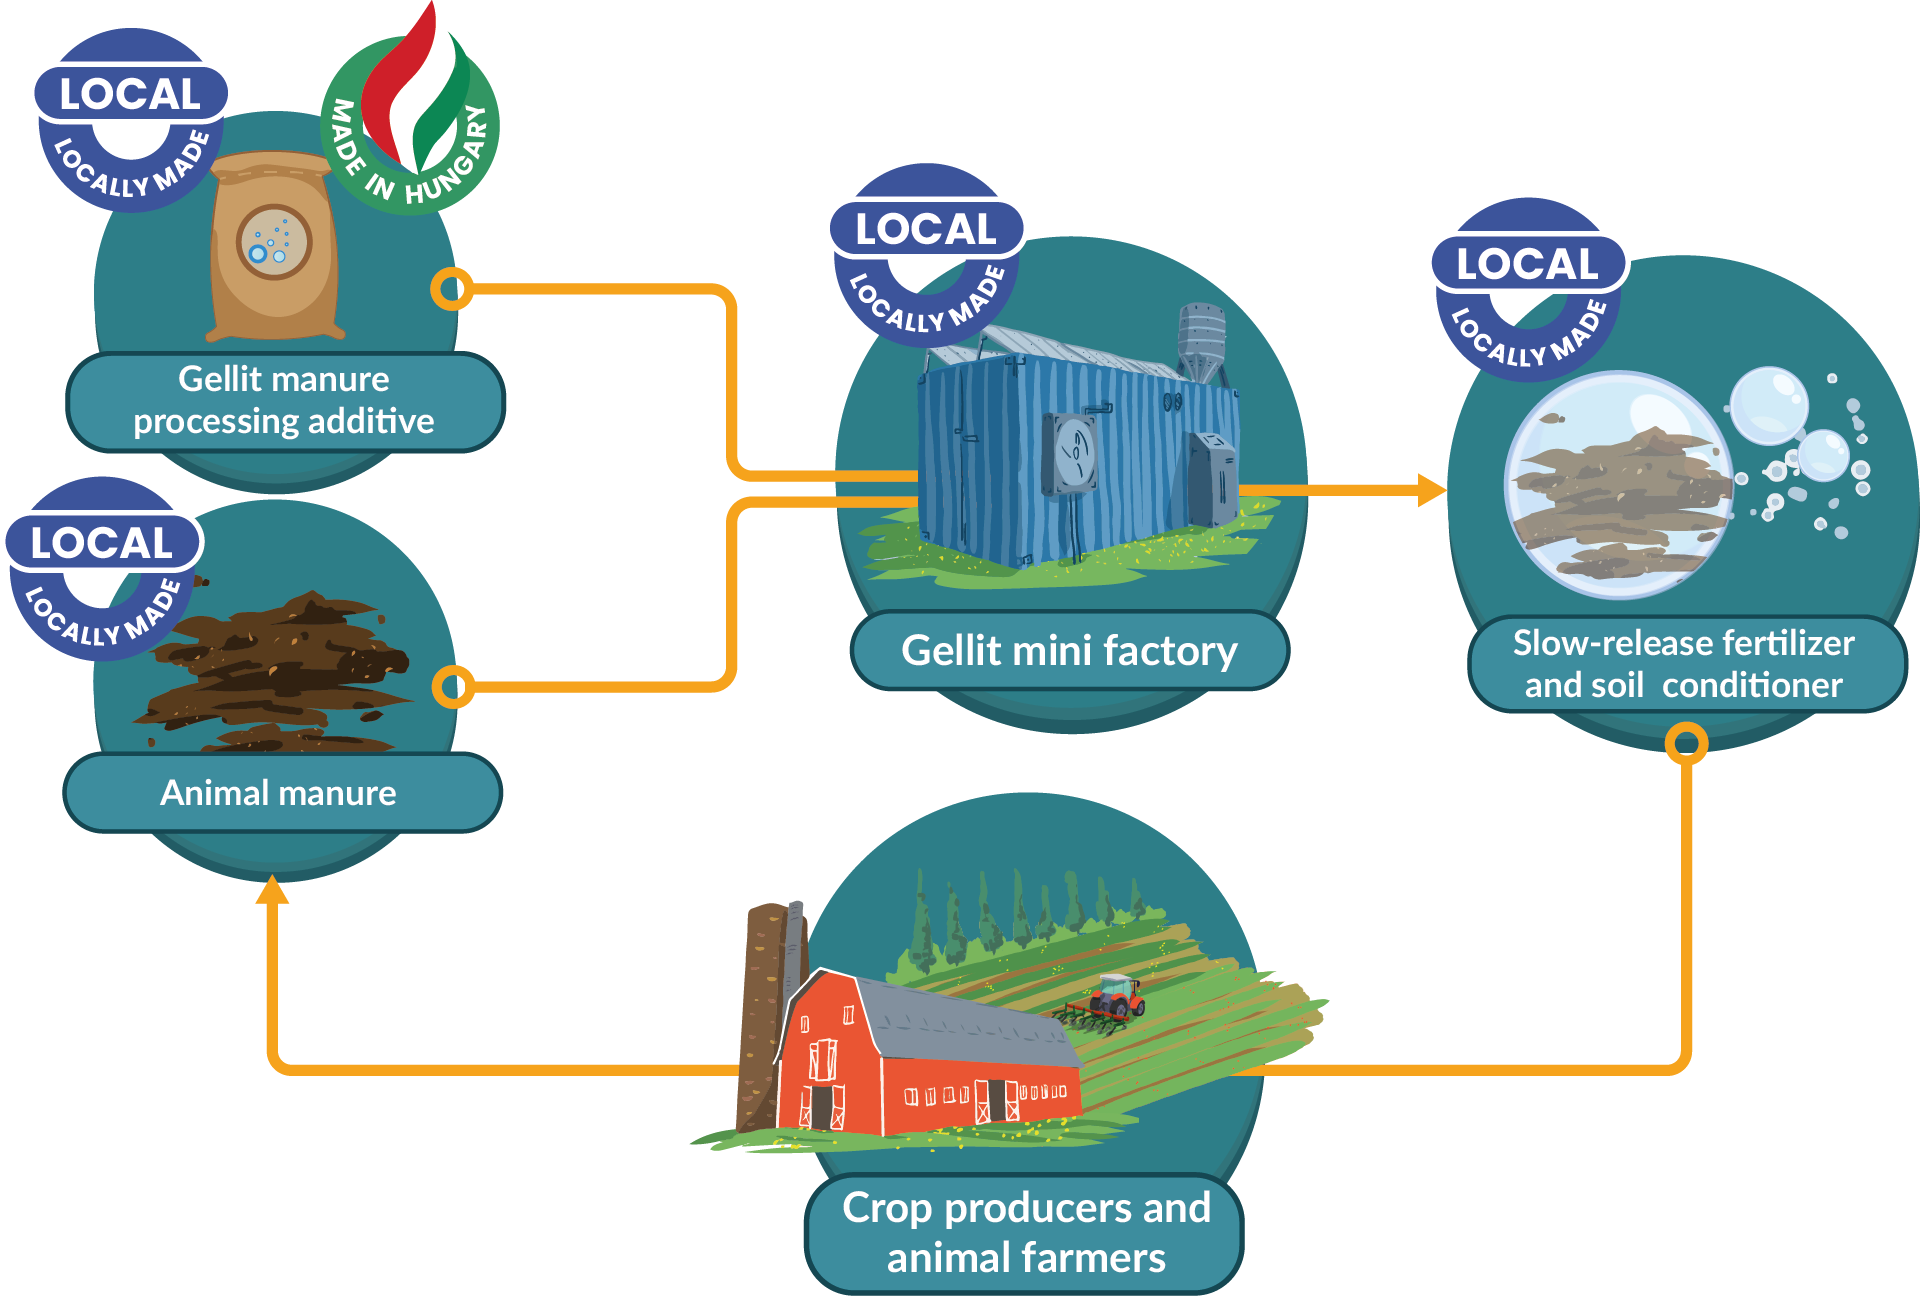 LOCAL
LOCALLY MADE
MADE IN HUNGARY
Gellit manure
processing additive
LOCAL
LOCALLY MADE
Animal manure
LOCAL
LOCALLY MADE
Gellit mini factory
LOCAL
LOCALLY MADE
Slow-release fertilizer
and soil conditioner
Crop producers and
animal farmers